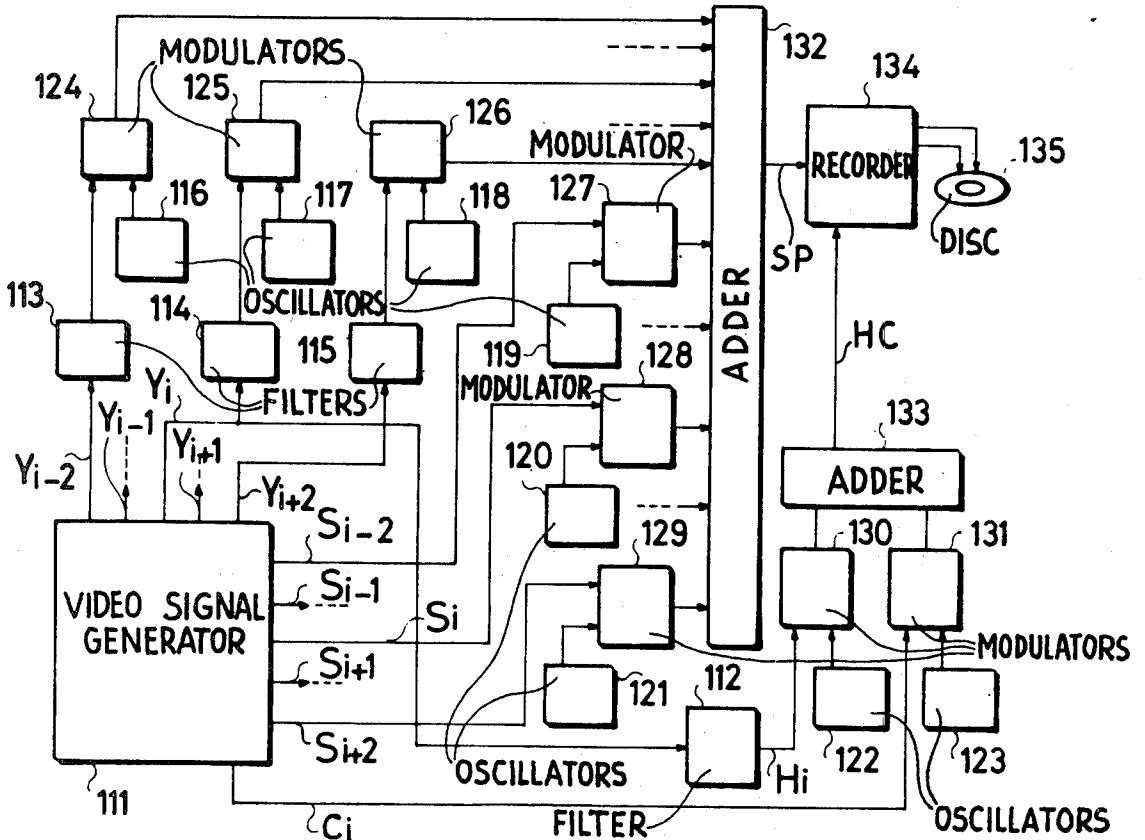 MODULATORS
132
124
125
126
134
MODULATOR
135
116
117
118
127
RECORDER
SP
DISC
OSCILLATORS
113
114
115
119
128
ADDER
HC
Yi
FILTERS
MODULATOR
Yi-1
Yi+1
133
Yi-2
Yi+2
120
ADDER
Si-2
129
130
131
VIDEO SIGNAL
GENERATOR
Si-1
Si
Si+1
MODULATORS
121
112
Si+2
OSCILLATORS
Hi
122
123
111
Ci
FILTER
OSCILLATORS